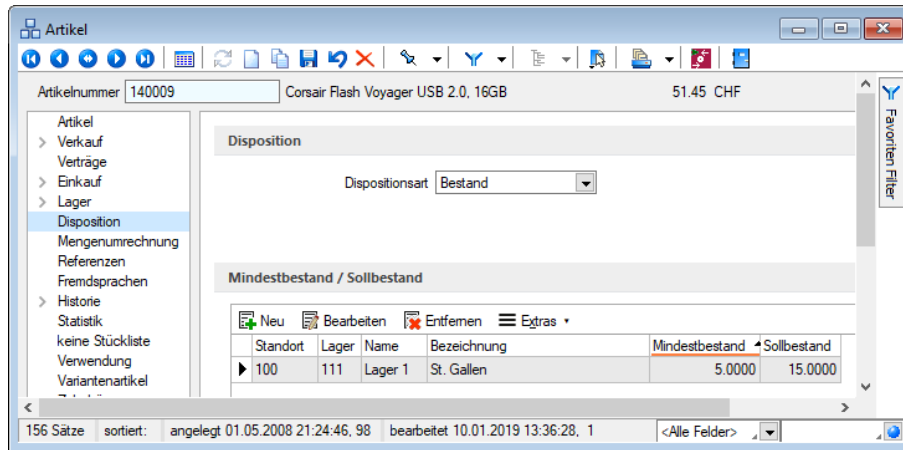 Artikel
Artikelnummer 140009 Corsair Flash Voyager USB 2.0, 16GB 51.45 CHF
Favoriten Filter
Artikel
Verkauf
Verträge
Einkauf
Lager
Disposition
Mengenumrechnung
Referenzen
Fremdsprachen
Historie
Statistik
keine Stückliste
Verwendung
Variantenartikel
Disposition
Dispositionsart Bestand
Mindestbestand / Sollbestand
Neu Bearbeiten Entfernen Extras
Standort Lager Name Bezeichnung Mindestbestand Sollbestand
100 111 Lager 1 St. Gallen 5.0000 15.0000
156 Sätze sortiert: angelegt 01.05.2008 21:24:46, 98 bearbeitet 10.01.2019 13:36:28, 1 <Alle Felder>